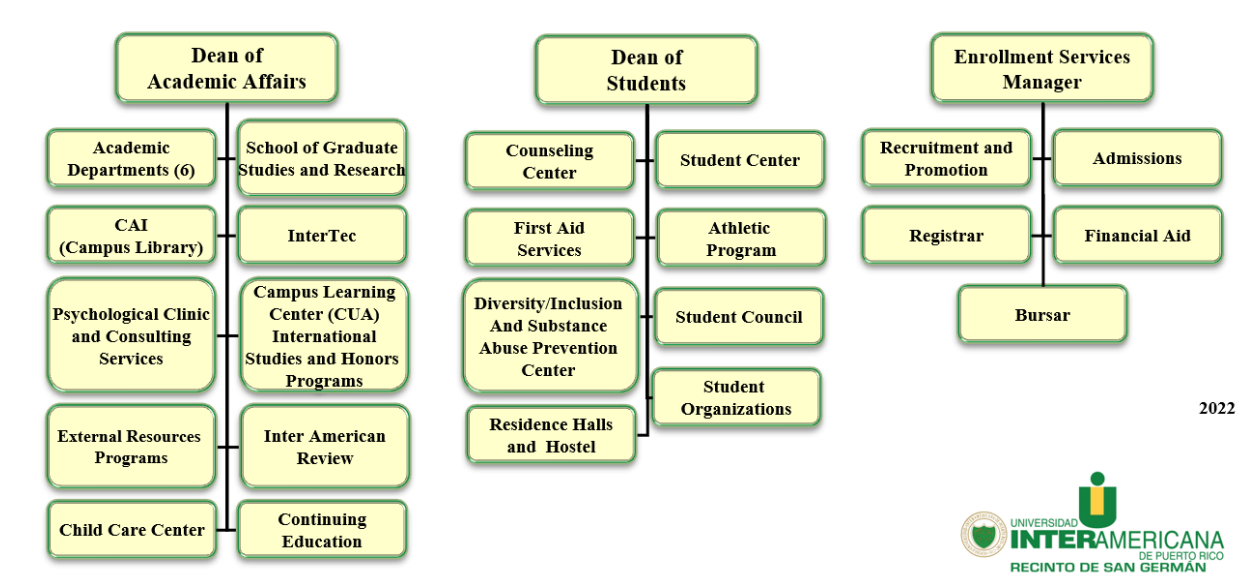 Dean of
Academic Affairs
Academic
Departments (6)
School of Graduate
Studies and Research
CAI
(Campus Library)
InterTec
Psychological Clinic
and Consulting
Services
Campus Learning
Center (CUA)
International
Studies and Honors
Programs
External Resources
Programs
Inter American
Review
Child Care Center
Continuing
Education
Dean of
Students
Counseling
Center
Student Center
First Aid
Services
Athletic
Program
Diversity/Inclusion
And Substance
Abuse Prevention
Center
Student Council
Student
Organizations
Residence Halls
and Hostel
Enrollment Services
Manager
Recruitment and
Promotion
Admissions
Registrar
Financial Aid
Bursar
2022
UNIVERSIDAD
INTERAMERICANA
DE PUERTO RICO
RECINTO DE SAN GERMÁN